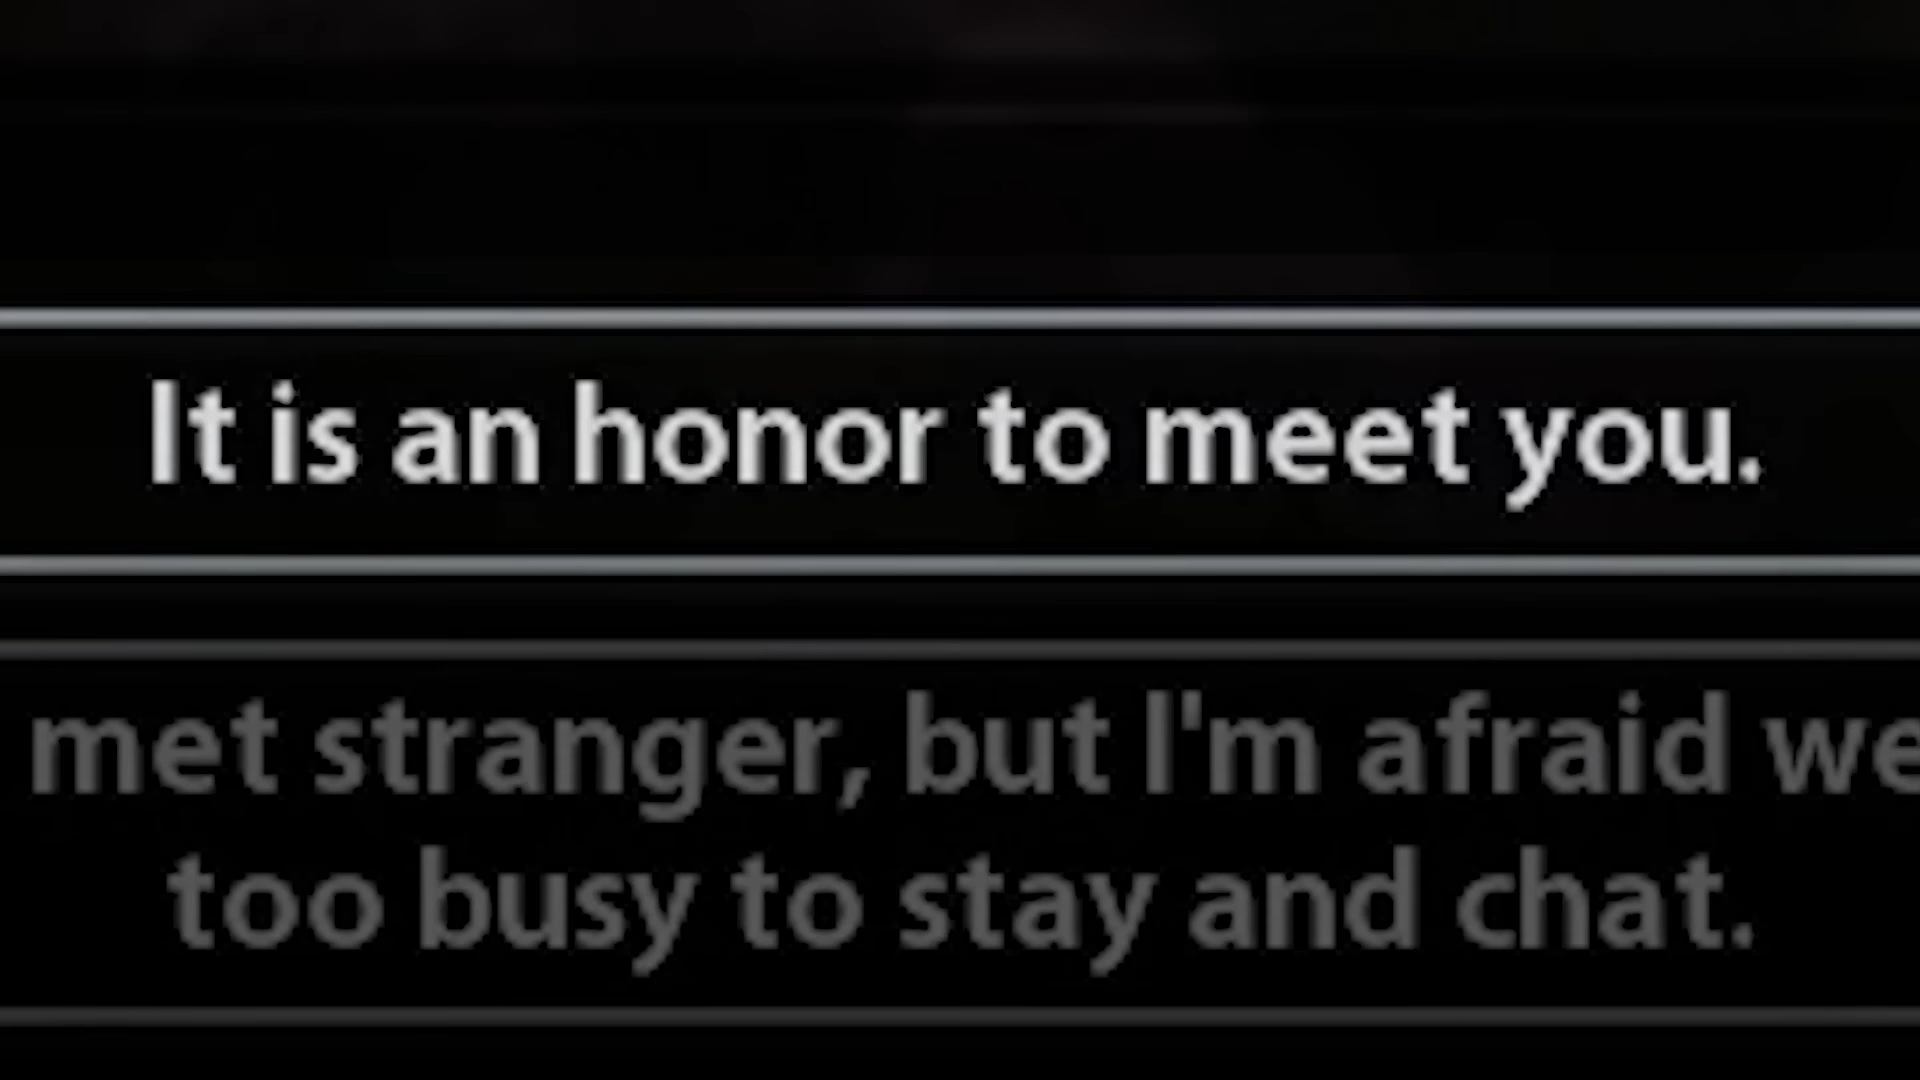 It is an honor to meet you.
met stranger, but I'm afraid we
too busy to stay and chat.